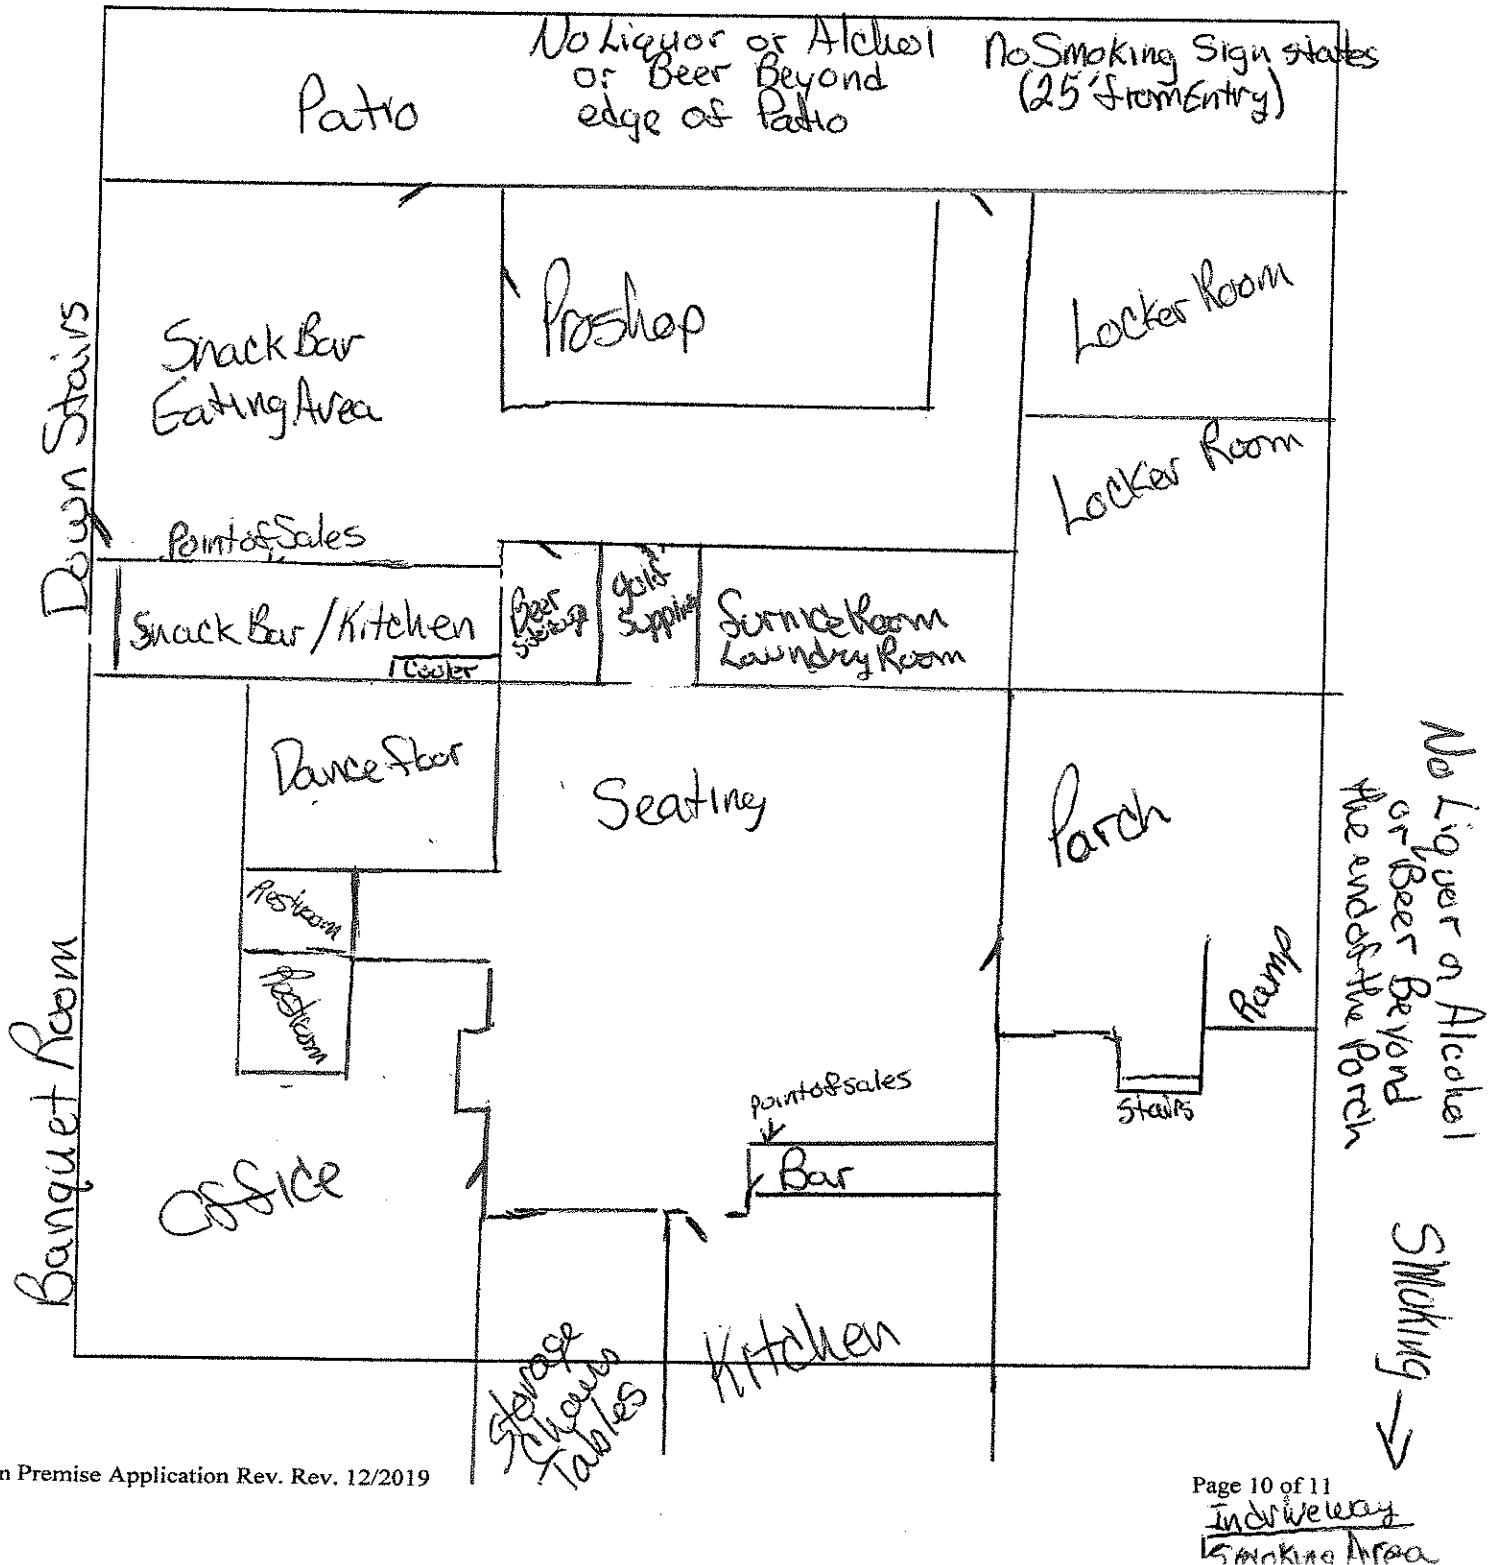 No Liquor or Alchol
or Beer Beyond
edge of Patio
No Smoking Sign states
(25' from Entry)
Patio
Down Stairs
Snack Bar
Eating Area
Proshop
Locker Room
Locker Room
Point of Sales
Snack Bar / Kitchen
Cooler
Beer
golf
supplies
Furnice Room
Laundry Room
Banquet Room
Dance floor
Seating
Porch
Restroom
Restroom
Ramp
Stairs
No Liquor or Alcohol
or Beer Beyond
the end of the Porch
point of sales
Bar
Office
Storage
Chairs
Tables
Kitchen
Smoking
n Premise Application Rev. Rev. 12/2019
Page 10 of 11
In driveway
Smoking Area